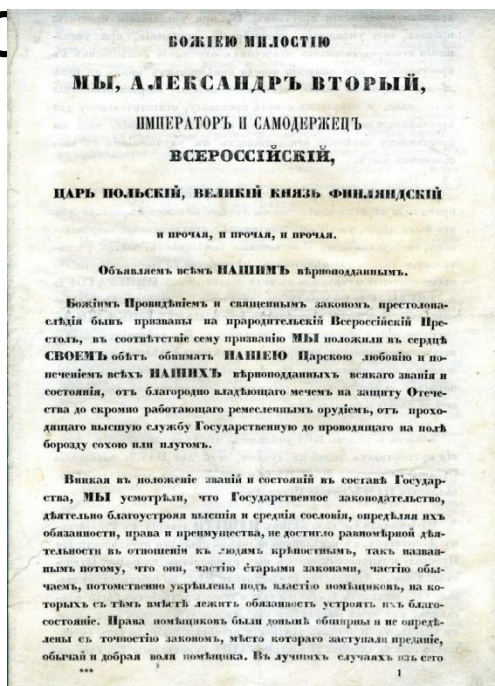 БОЖІЕЮ МИЛОСТІЮ
МЫ, АЛЕКСАНДРЪ ВТОРЫЙ,
ИМПЕРАТОРЪ И САМОДЕРЖЕЦЪ
ВСЕРОССІЙСКІЙ,
ЦАРЬ ПОЛЬСКІЙ, ВЕЛИКІЙ КНЯЗЬ ФИНЛЯНДСКІЙ
И ПРОЧАЯ, И ПРОЧАЯ, И ПРОЧАЯ.
Объявляемъ всѣмъ НАШИМЪ вѣрноподданнымъ.
Божіимъ Провидѣніемъ и священнымъ закономъ престолона-
слѣдія бывъ призваны на прародительскій Всероссійскій Пре-
столъ, въ соотвѣтствіе сему призванію МЫ положили въ сердцѣ
СВОЕМЪ обѣтъ обнимать НАШЕЮ Царскою любовію и по-
печеніемъ всѣхъ НАШИХЪ вѣрноподданныхъ всякаго званія и
состоянія, отъ благородно владѣющаго мечемъ на защиту Отече-
ства до скромно работающаго ремесленнымъ орудіемъ, отъ прохо-
дящаго высшую службу Государственную до проводящаго на полѣ
борозду сохою или плугомъ.
Вникая въ положеніе званій и состояній въ составѣ Государ-
ства, МЫ усмотрѣли, что Государственное законодательство,
дѣятельно благоустрояя высшія и среднія сословія, опредѣляя ихъ
обязанности, права и преимущества, не достигло равномѣрной дѣя-
тельности въ отношеніи къ людямъ крѣпостнымъ, такъ назван-
нымъ потому, что они, частію старыми законами, частію обы-
чаемъ, потомственно укрѣплены подъ властію помѣщиковъ, на ко-
торыхъ съ тѣмъ вмѣстѣ лежитъ обязанность устроять ихъ благо-
состояніе. Права помѣщиковъ были донынѣ обширны и не опредѣ-
лены съ точностію закономъ, мѣсто котораго заступали преданіе,
обычай и добрая воля помѣщика. Въ лучшихъ случаяхъ изъ сего
*** 1